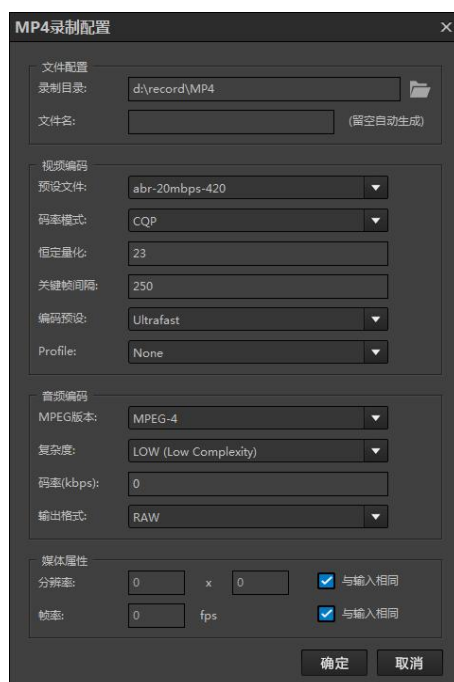 MP4录制配置
文件配置
录制目录: d:\record\MP4
文件名: (留空自动生成)
视频编码
预设文件: abr-20mbps-420
码率模式: CQP
恒定量化: 23
关键帧间隔: 250
编码预设: Ultrafast
Profile: None
音频编码
MPEG版本: MPEG-4
复杂度: LOW (Low Complexity)
码率(kbps): 0
输出格式: RAW
媒体属性
分辨率: 0 x 0 与输入相同
帧率: 0 fps 与输入相同
确定 取消